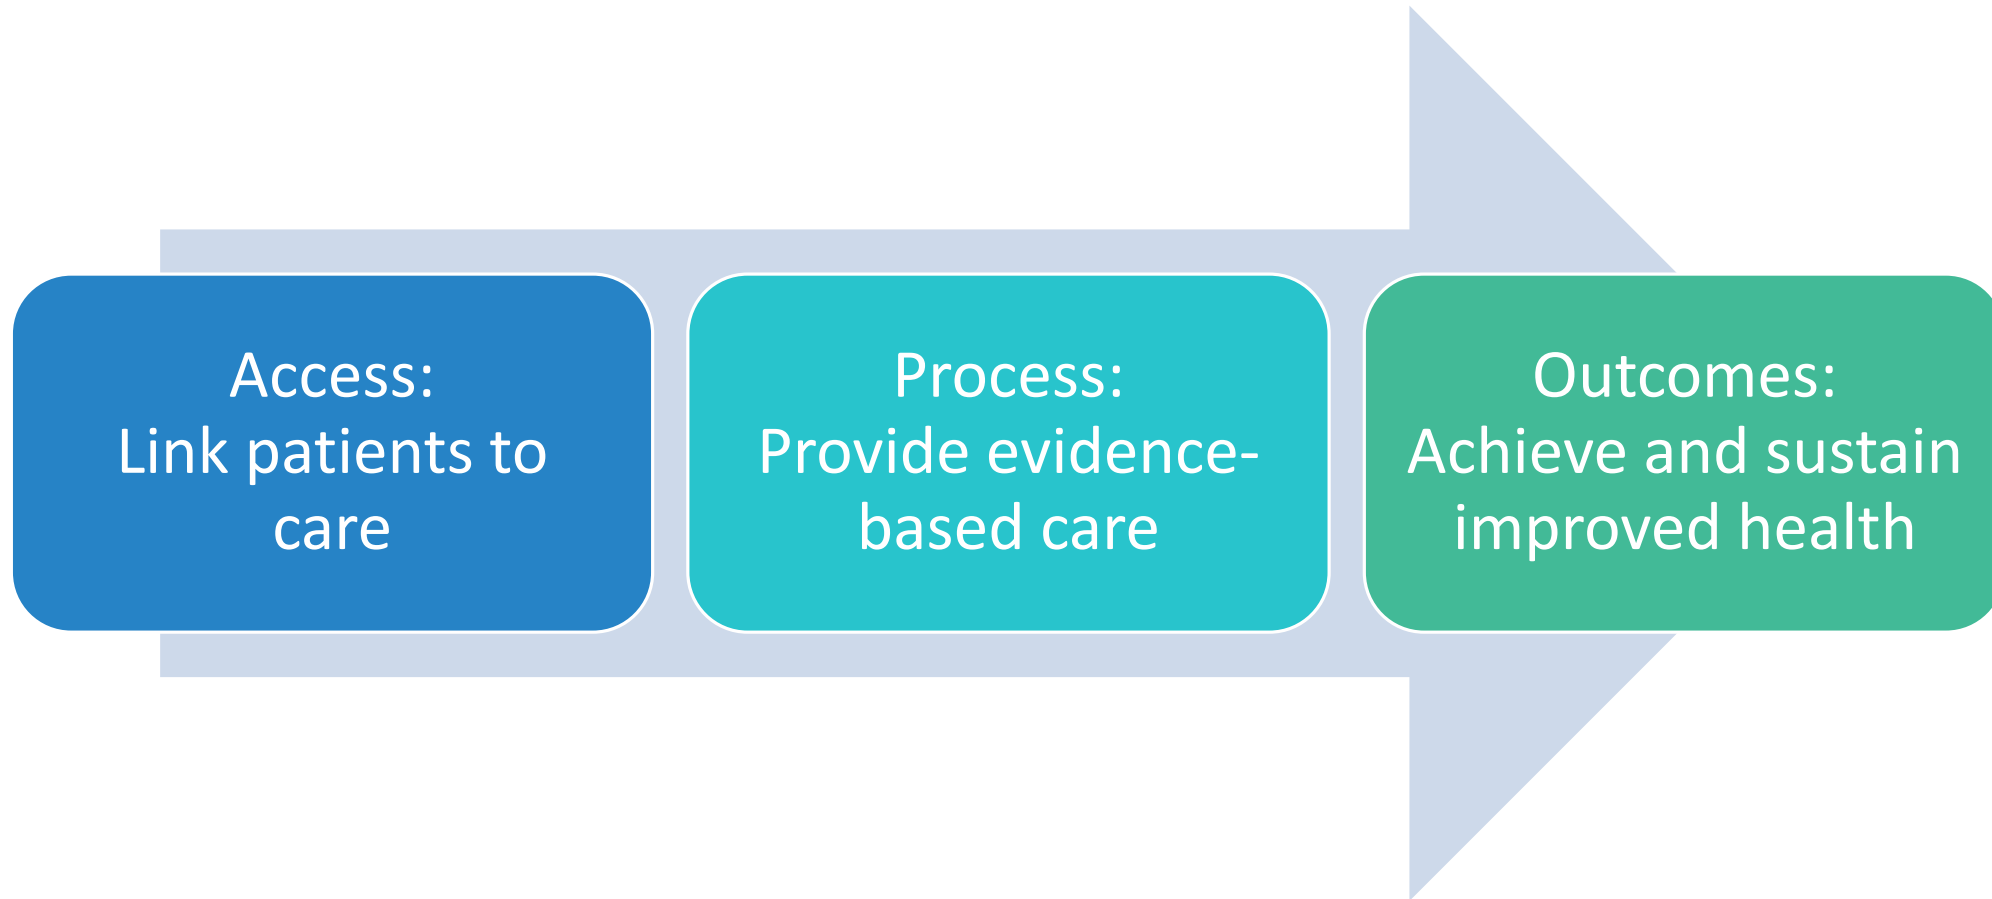 Access:
Link patients to
care
Process:
Provide evidence-
based care
Outcomes:
Achieve and sustain
improved health